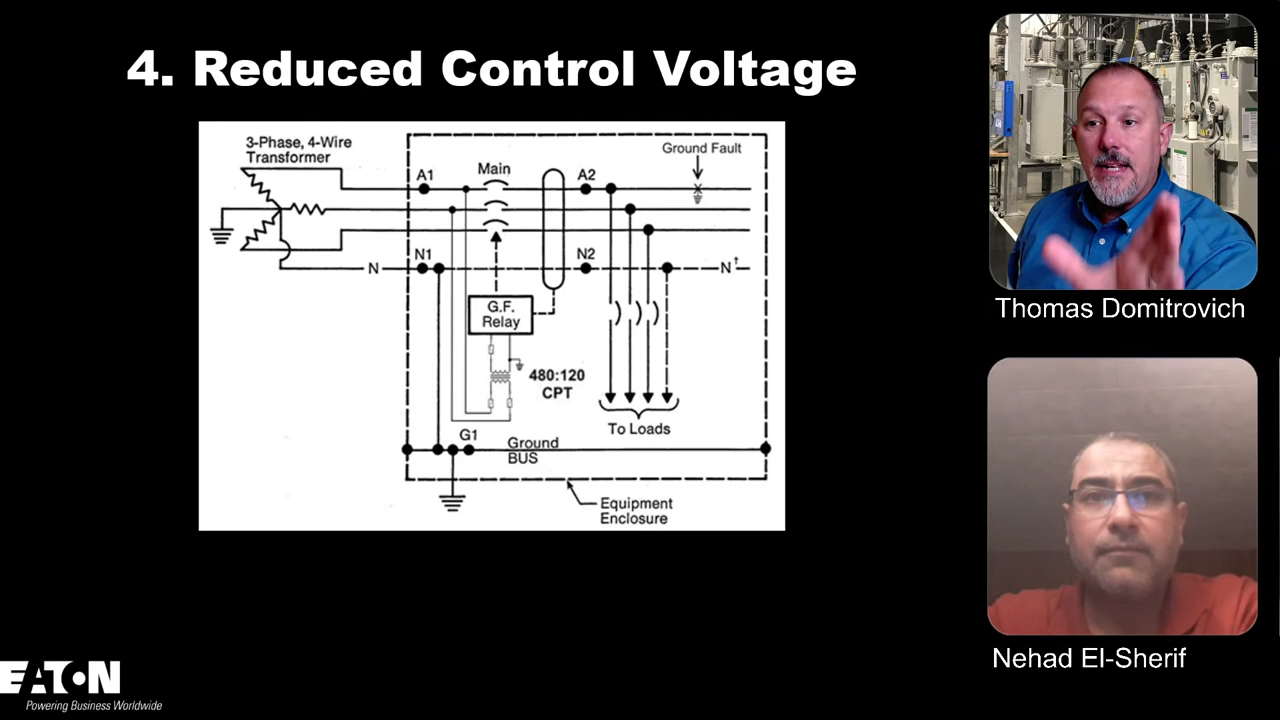 4. Reduced Control Voltage
3-Phase, 4-Wire
Transformer
Ground Fault
A1
Main
A2
N
N1
N2
N†
G.F.
Relay
480:120
CPT
To Loads
G1
Ground
BUS
Equipment
Enclosure
Thomas Domitrovich
Nehad El-Sherif
EATON
Powering Business Worldwide